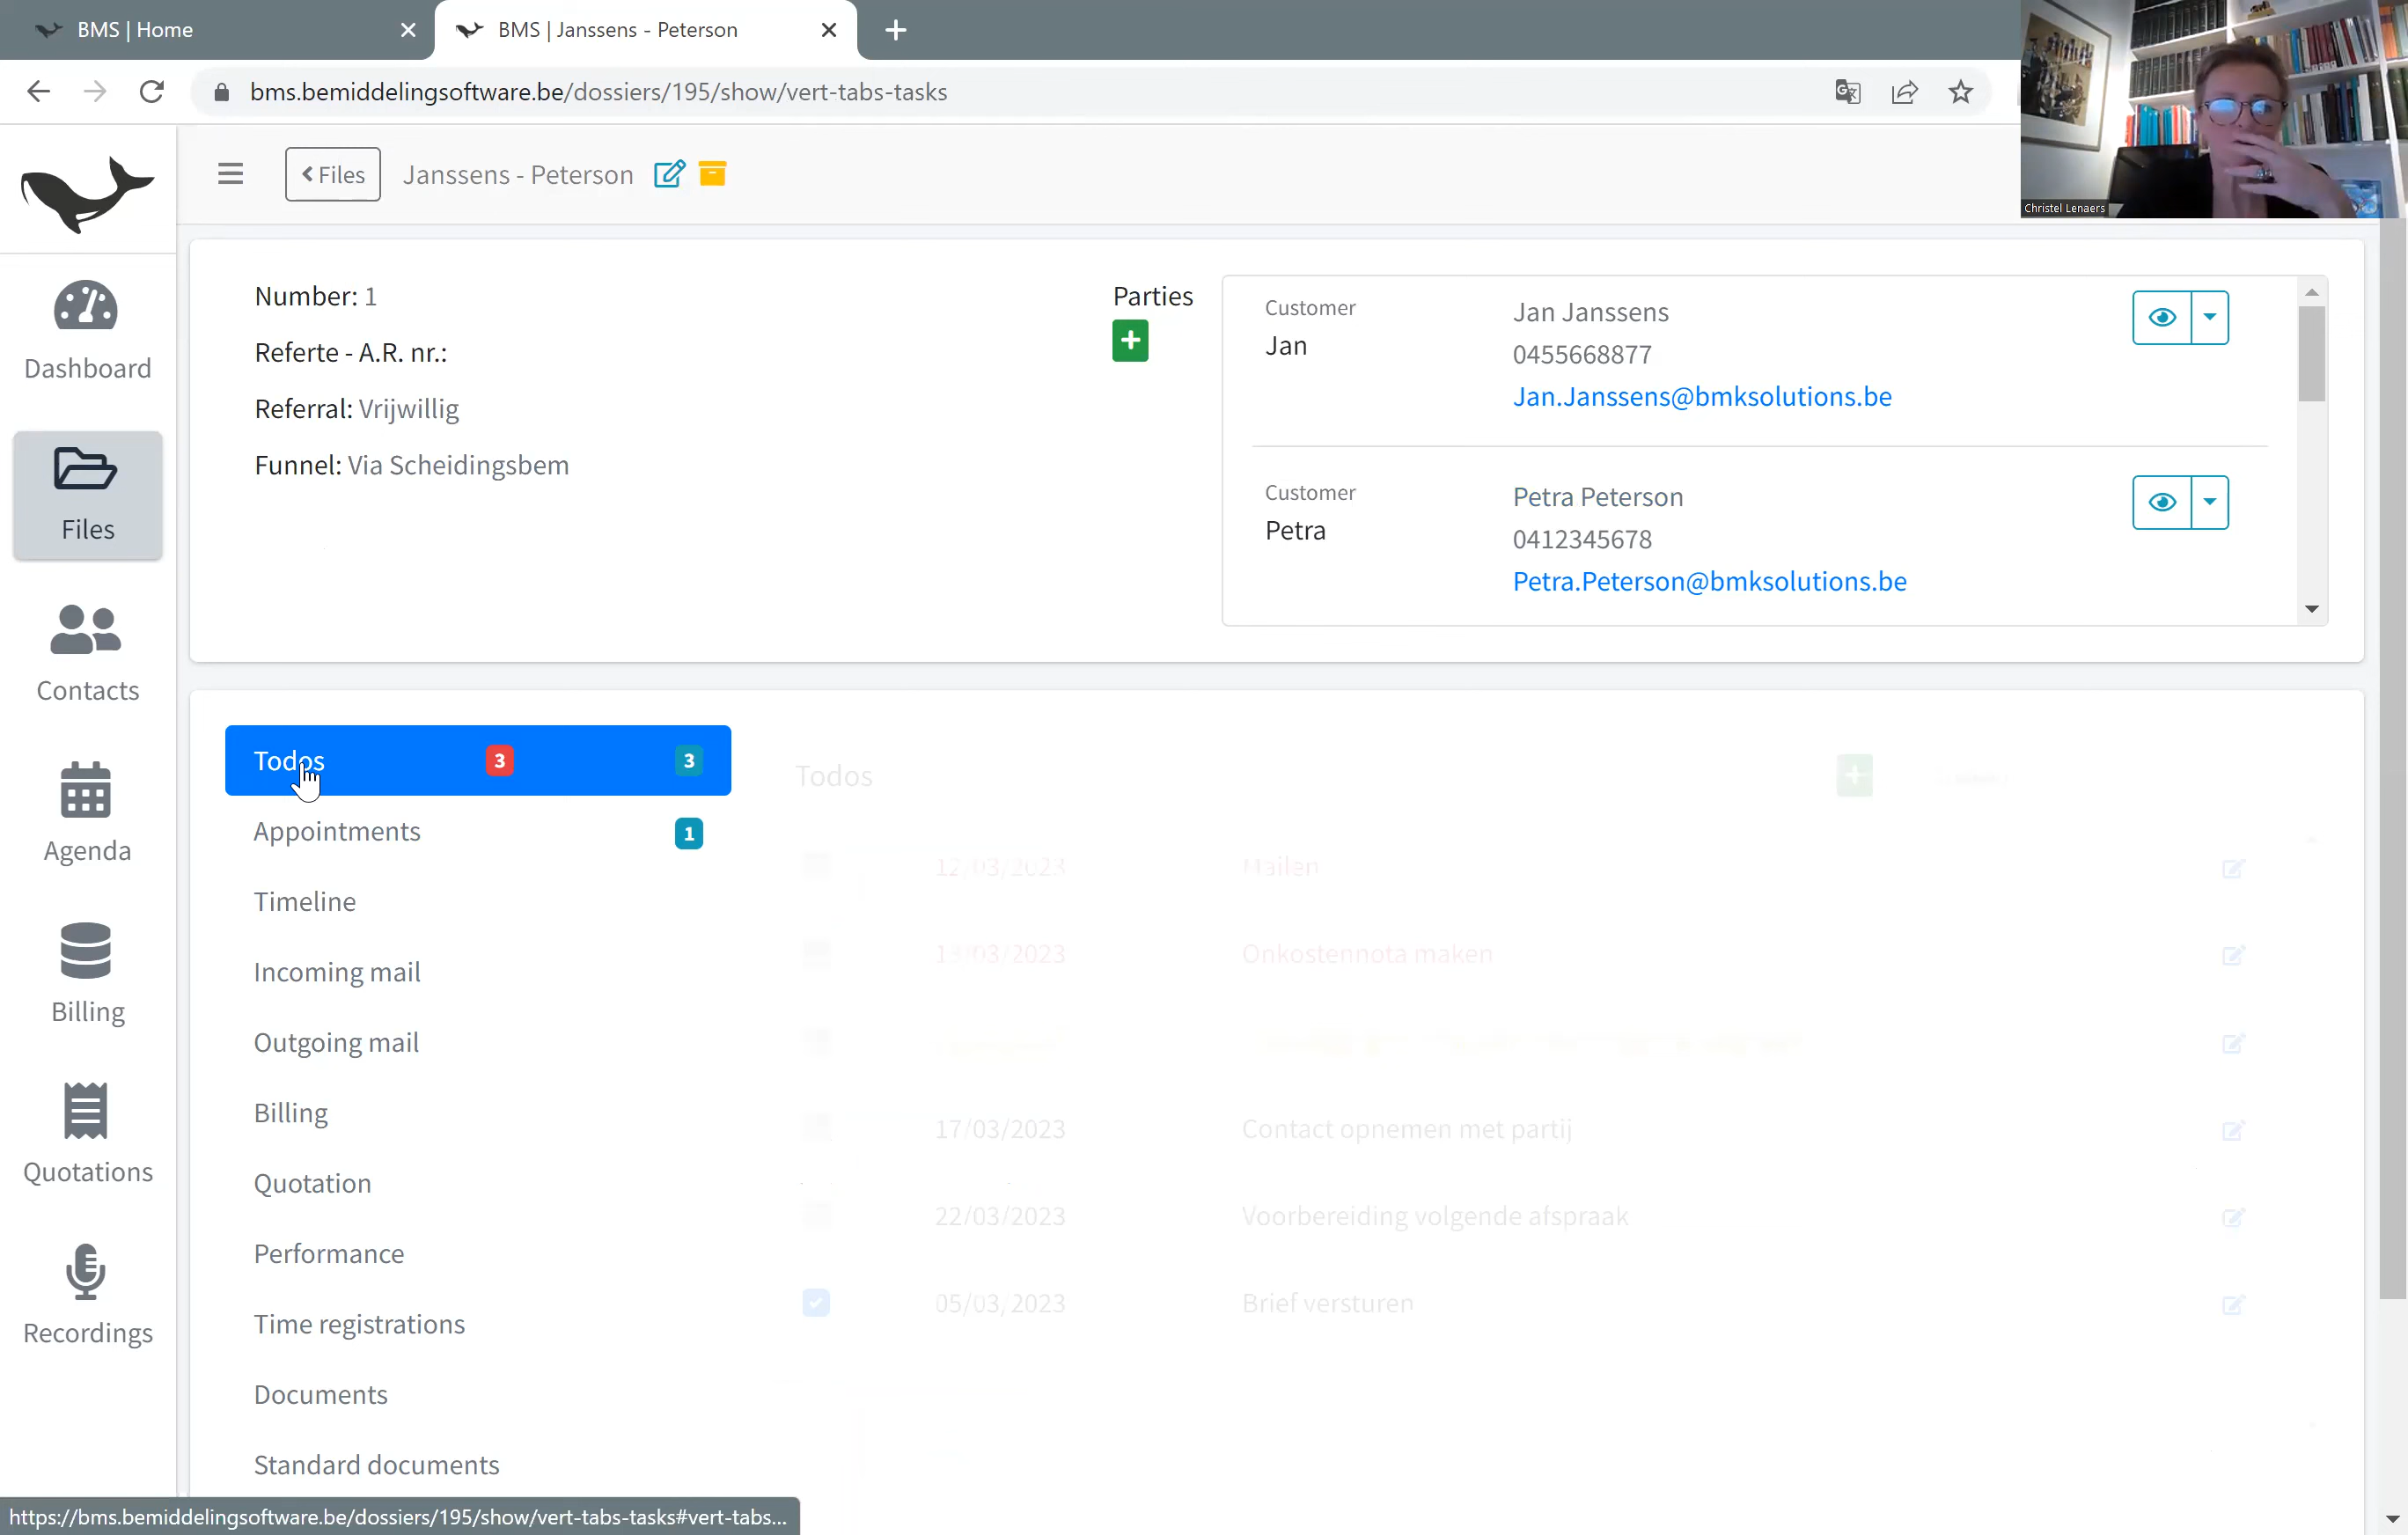 BMS | Home
BMS | Janssens - Peterson
bms.bemiddelingsoftware.be/dossiers/195/show/vert-tabs-tasks
Christel Lenaers
Files
Janssens - Peterson
Dashboard
Files
Contacts
Agenda
Billing
Quotations
Recordings
Number: 1
Referte - A.R. nr.:
Referral: Vrijwillig
Funnel: Via Scheidingsbem
Parties
Customer
Jan
Jan Janssens
0455668877
Jan.Janssens@bmksolutions.be
Customer
Petra
Petra Peterson
0412345678
Petra.Peterson@bmksolutions.be
Todos 3 3
Appointments 1
Timeline
Incoming mail
Outgoing mail
Billing
Quotation
Performance
Time registrations
Documents
Standard documents
Todos
12/03/2023 Mailen
13/03/2023 Onkostennota maken
17/03/2023 Contact opnemen met partij
22/03/2023 Voorbereiding volgende afspraak
05/03/2023 Brief versturen
https://bms.bemiddelingsoftware.be/dossiers/195/show/vert-tabs-tasks#vert-tabs...